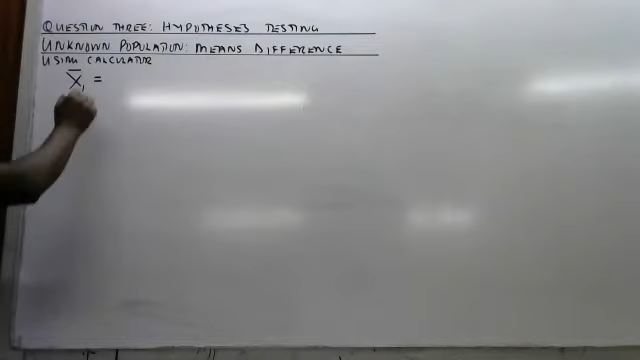 QUESTION THREE: HYPOTHESES TESTING
UNKNOWN POPULATION: MEANS DIFFERENCE
USING CALCULATOR
X̄₁ =